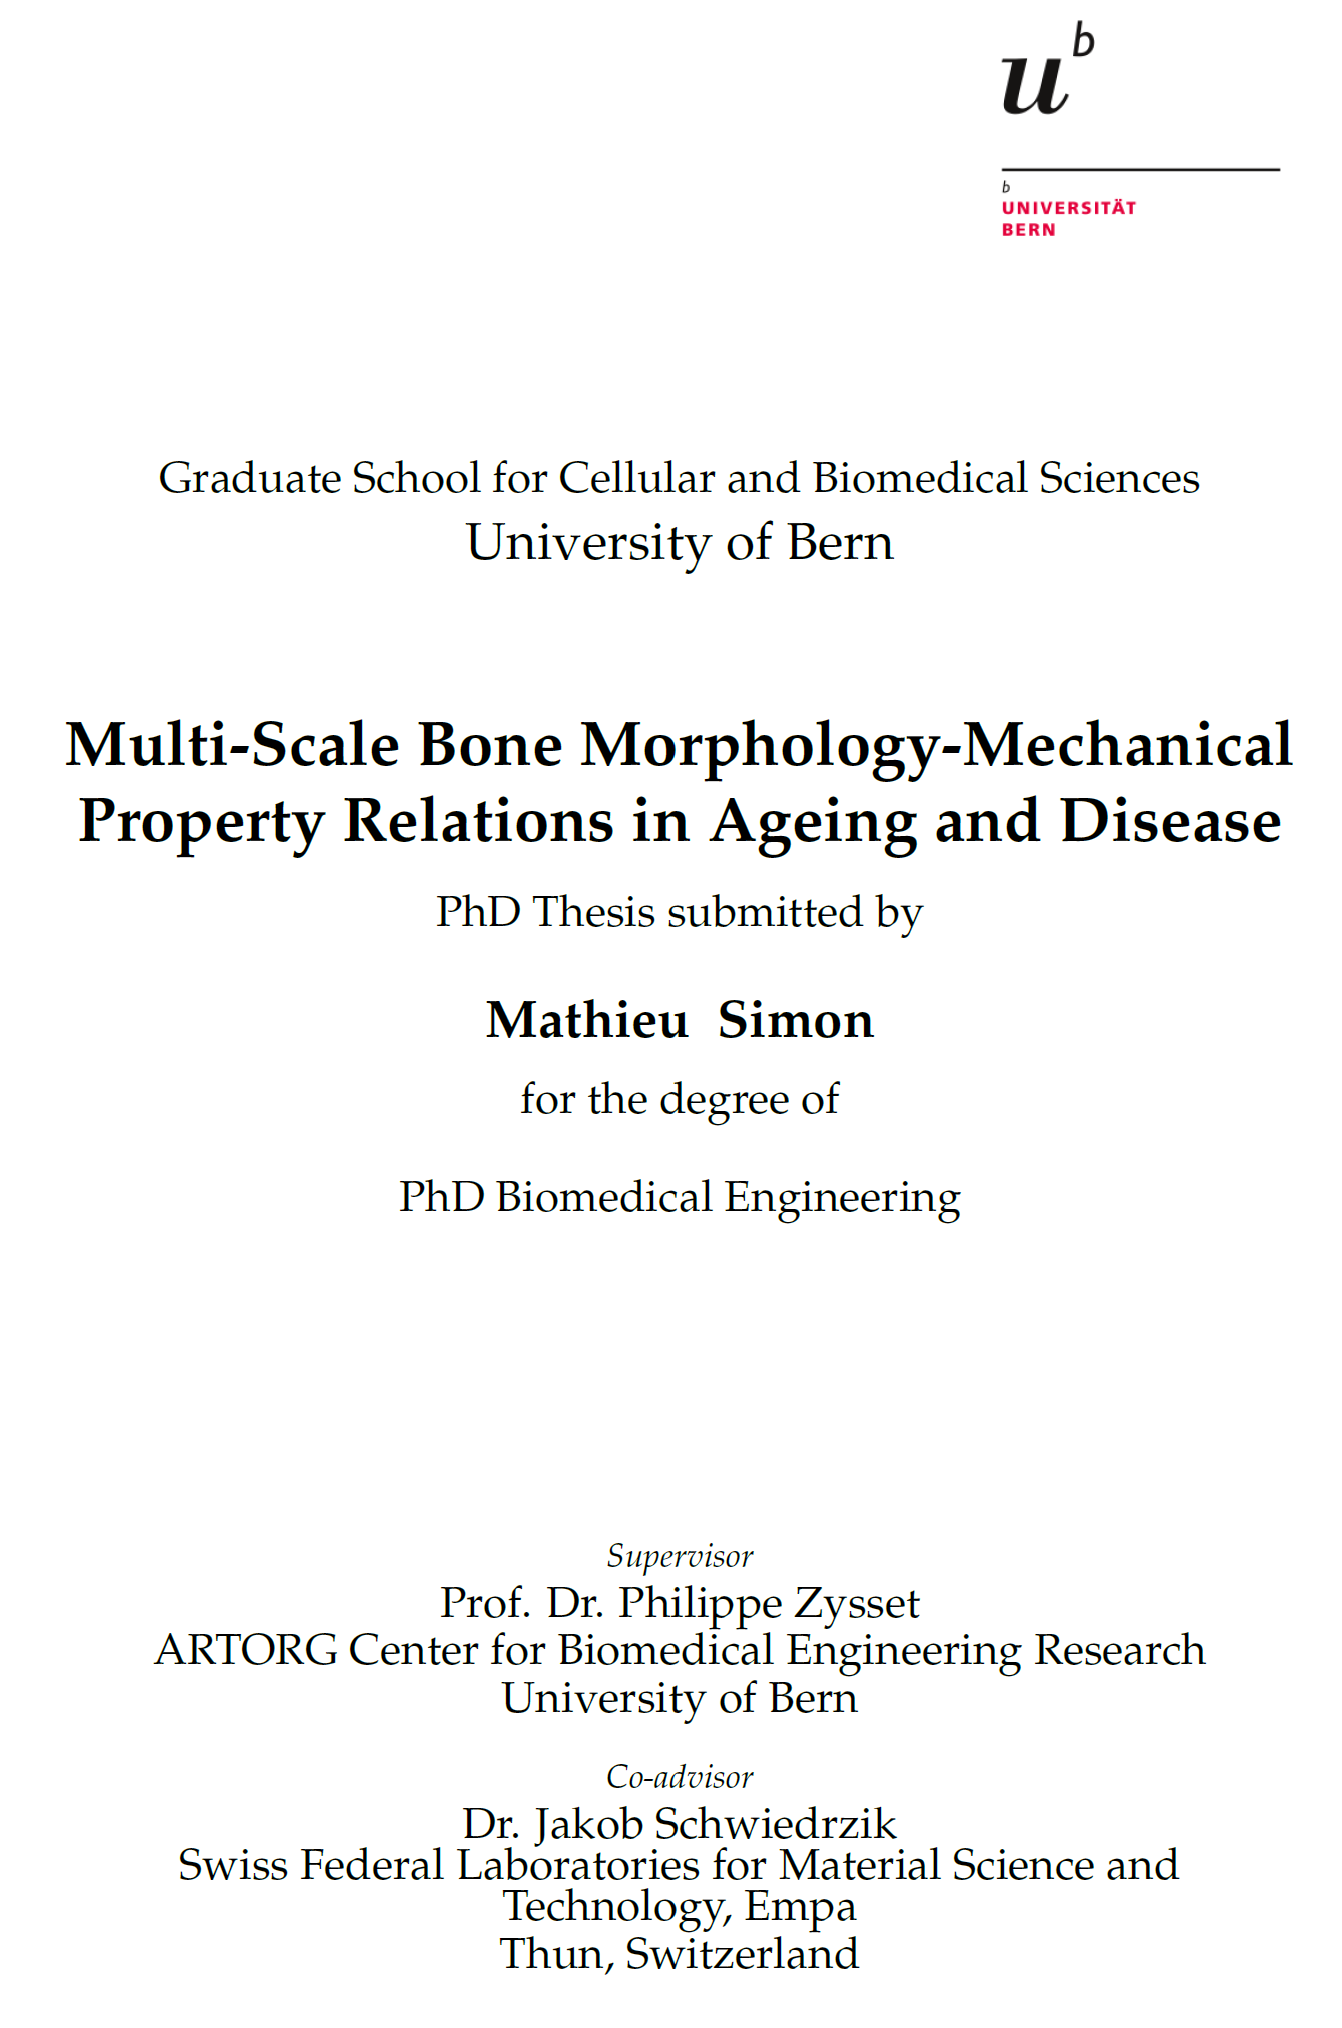 u
b
b
UNIVERSITÄT
BERN
Graduate School for Cellular and Biomedical Sciences
University of Bern
Multi-Scale Bone Morphology-Mechanical
Property Relations in Ageing and Disease
PhD Thesis submitted by
Mathieu Simon
for the degree of
PhD Biomedical Engineering
Supervisor
Prof. Dr. Philippe Zysset
ARTORG Center for Biomedical Engineering Research
University of Bern
Co-advisor
Dr. Jakob Schwiedrzik
Swiss Federal Laboratories for Material Science and
Technology, Empa
Thun, Switzerland